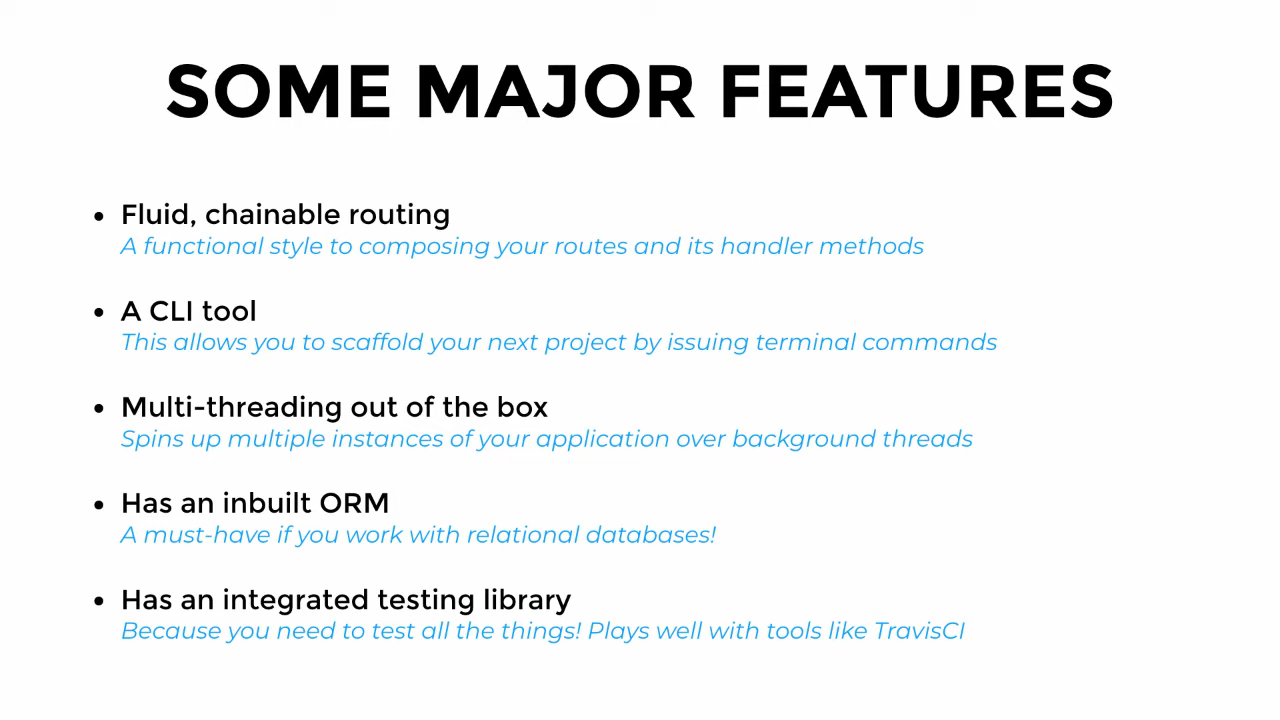 SOME MAJOR FEATURES
• Fluid, chainable routing
A functional style to composing your routes and its handler methods
• A CLI tool
This allows you to scaffold your next project by issuing terminal commands
• Multi-threading out of the box
Spins up multiple instances of your application over background threads
• Has an inbuilt ORM
A must-have if you work with relational databases!
• Has an integrated testing library
Because you need to test all the things! Plays well with tools like TravisCI